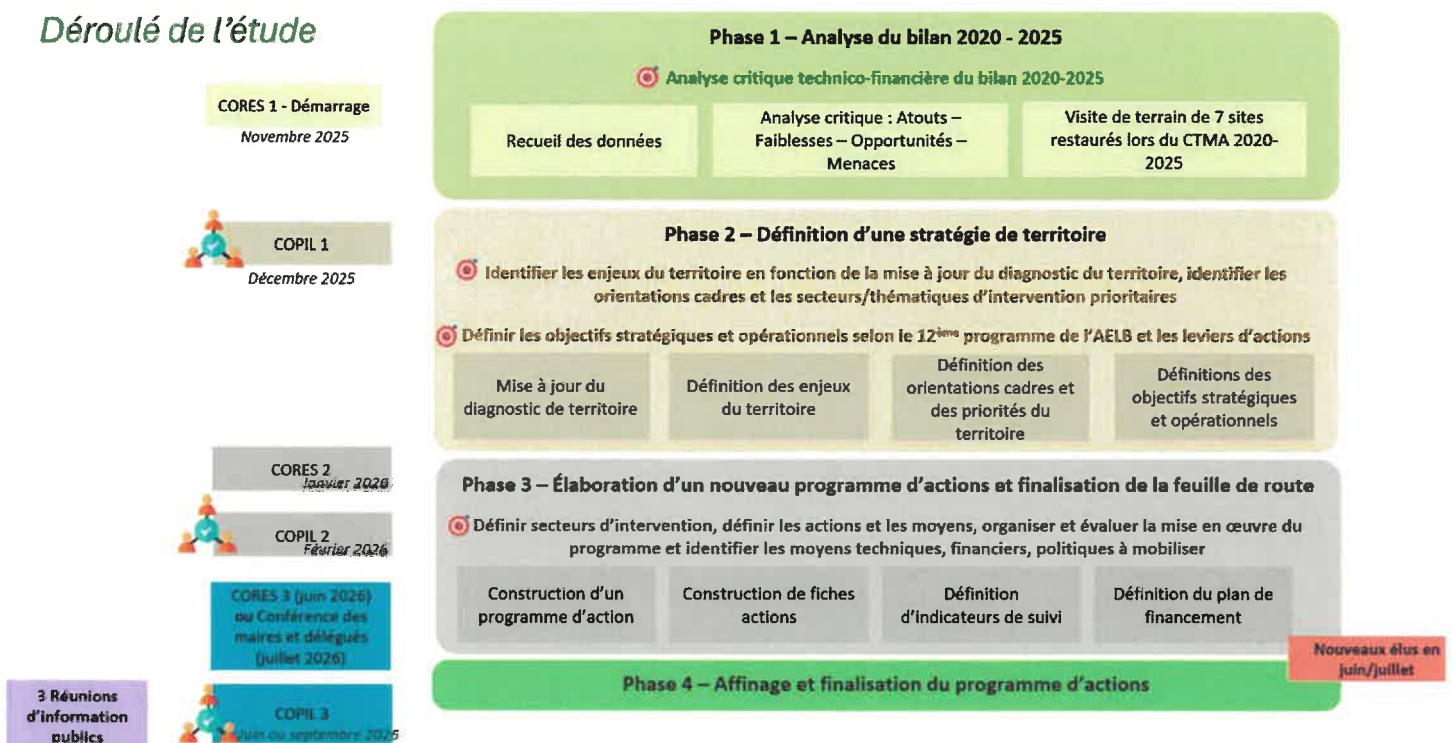 Déroulé de l'étude
CORES 1 - Démarrage
Novembre 2025
COPIL 1
Décembre 2025
CORES 2
Janvier 2026
COPIL 2
Février 2026
CORES 3 (juin 2026)
ou Conférence des
maires et délégués
(juillet 2026)
3 Réunions
d'information
publics
COPIL 3
Juin ou septembre 2026
Phase 1 – Analyse du bilan 2020 - 2025
Analyse critique technico-financière du bilan 2020-2025
Recueil des données
Analyse critique : Atouts –
Faiblesses – Opportunités –
Menaces
Visite de terrain de 7 sites
restaurés lors du CTMA 2020-
2025
Phase 2 – Définition d'une stratégie de territoire
Identifier les enjeux du territoire en fonction de la mise à jour du diagnostic du territoire, identifier les
orientations cadres et les secteurs/thématiques d'intervention prioritaires
Définir les objectifs stratégiques et opérationnels selon le 12ème programme de l'AELB et les leviers d'actions
Mise à jour du
diagnostic de territoire
Définition des enjeux
du territoire
Définition des
orientations cadres et
des priorités du
territoire
Définitions des
objectifs stratégiques
et opérationnels
Phase 3 – Élaboration d'un nouveau programme d'actions et finalisation de la feuille de route
Définir secteurs d'intervention, définir les actions et les moyens, organiser et évaluer la mise en œuvre du
programme et identifier les moyens techniques, financiers, politiques à mobiliser
Construction d'un
programme d'action
Construction de fiches
actions
Définition
d'indicateurs de suivi
Définition du plan de
financement
Nouveaux élus en
juin/juillet
Phase 4 – Affinage et finalisation du programme d'actions